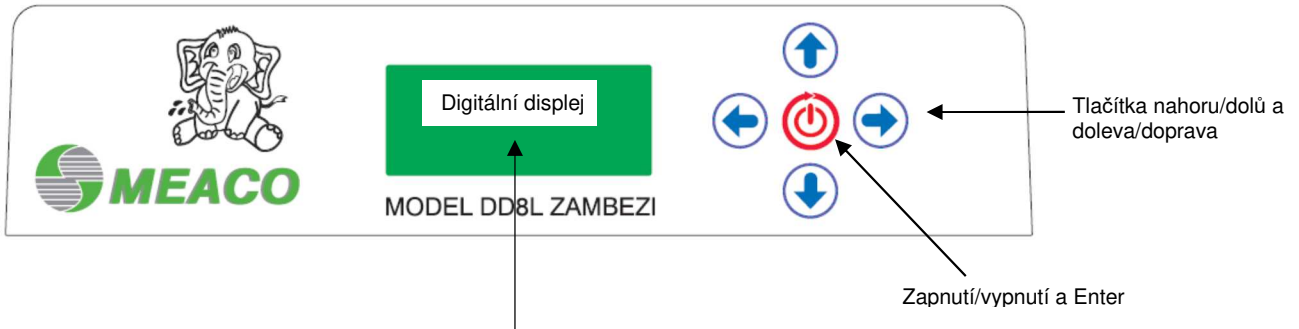 Digitální displej
MEACO
MODEL DD8L ZAMBEZI
Tlačítka nahoru/dolů a
doleva/doprava
Zapnutí/vypnutí a Enter